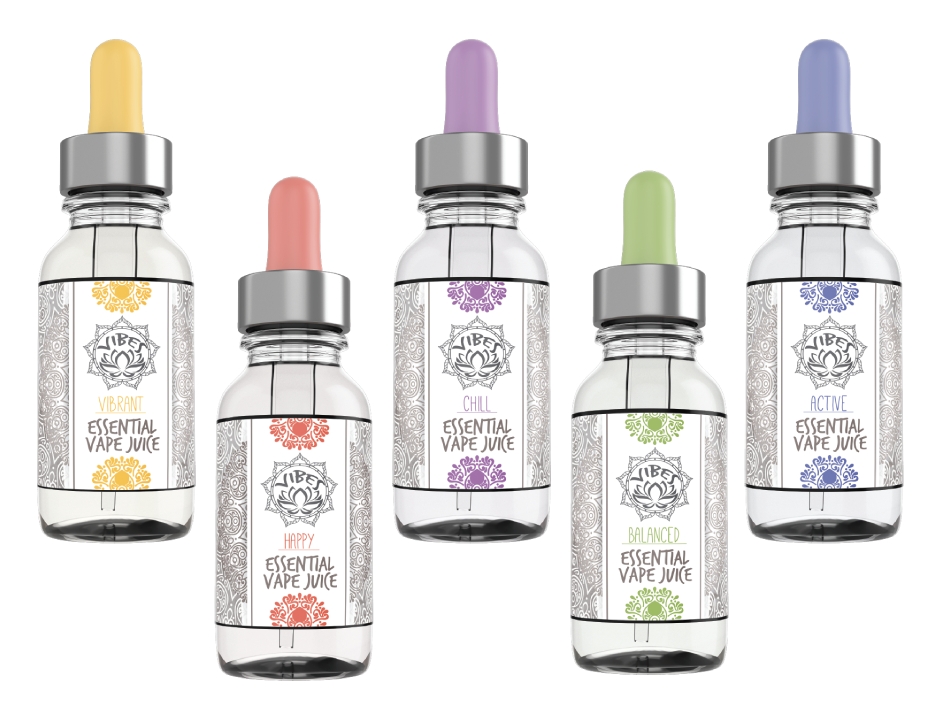 VIBES
VIBRANT
ESSENTIAL
VAPE JUICE
VIBES
HAPPY
ESSENTIAL
VAPE JUICE
VIBES
CHILL
ESSENTIAL
VAPE JUICE
VIBES
BALANCED
ESSENTIAL
VAPE JUICE
VIBES
ACTIVE
ESSENTIAL
VAPE JUICE